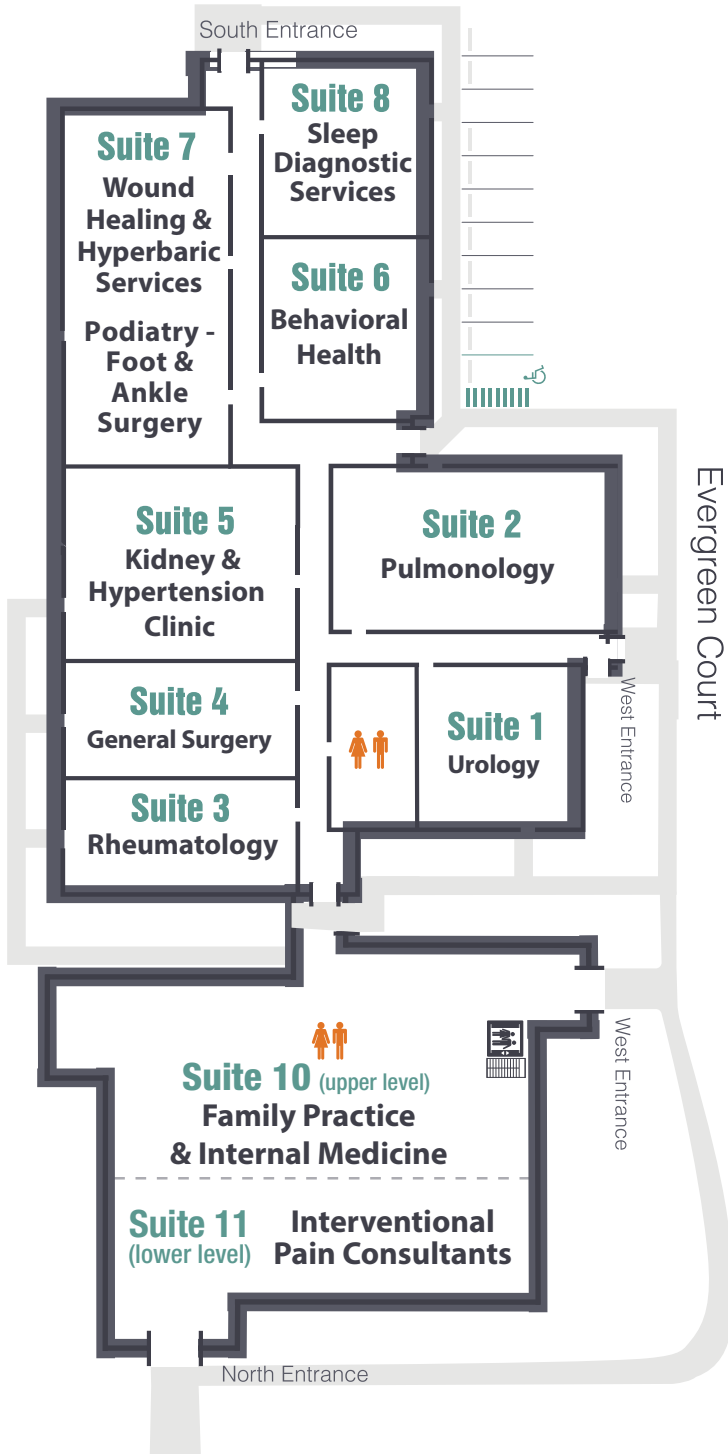 South Entrance
Suite 8
Sleep
Diagnostic
Services
Suite 7
Wound
Healing &
Hyperbaric
Services
Podiatry -
Foot &
Ankle
Surgery
Suite 6
Behavioral
Health
Suite 5
Kidney &
Hypertension
Clinic
Suite 2
Pulmonology
Evergreen Court
West Entrance
Suite 4
General Surgery
Suite 1
Urology
Suite 3
Rheumatology
West Entrance
Suite 10 (upper level)
Family Practice
& Internal Medicine
Suite 11
(lower level)
Interventional
Pain Consultants
North Entrance